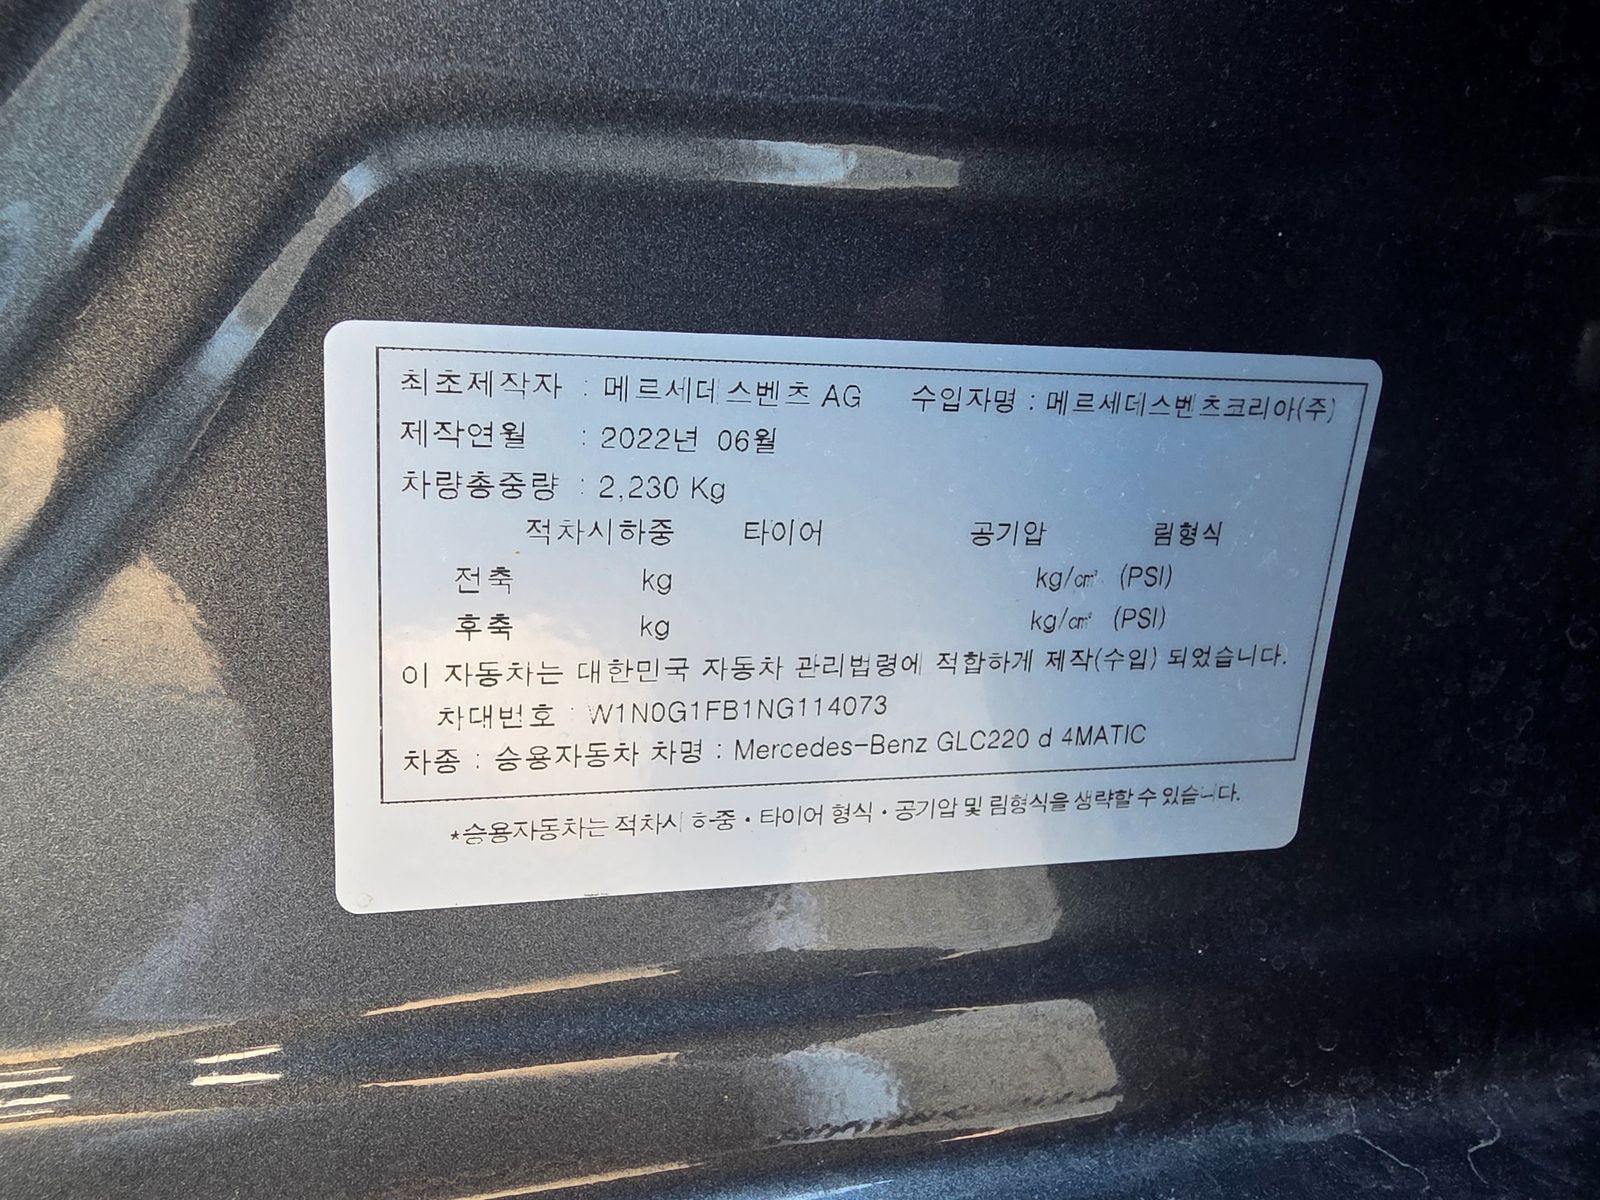 최초제작자 : 메르세데스벤츠 AG 수입자명 : 메르세데스벤츠코리아(주)
제작연월 : 2022년 06월
차량총중량 : 2,230 Kg
적차시하중 타이어 공기압 림형식
전축 kg kg/㎠ (PSI)
후축 kg kg/㎠ (PSI)
이 자동차는 대한민국 자동차 관리법령에 적합하게 제작(수입) 되었습니다.
차대번호 : W1N0G1FB1NG114073
차종 : 승용자동차 차명 : Mercedes-Benz GLC220 d 4MATIC
*승용자동차는 적차시 하중・타이어 형식・공기압 및 림형식을 생략할 수 있습니다.